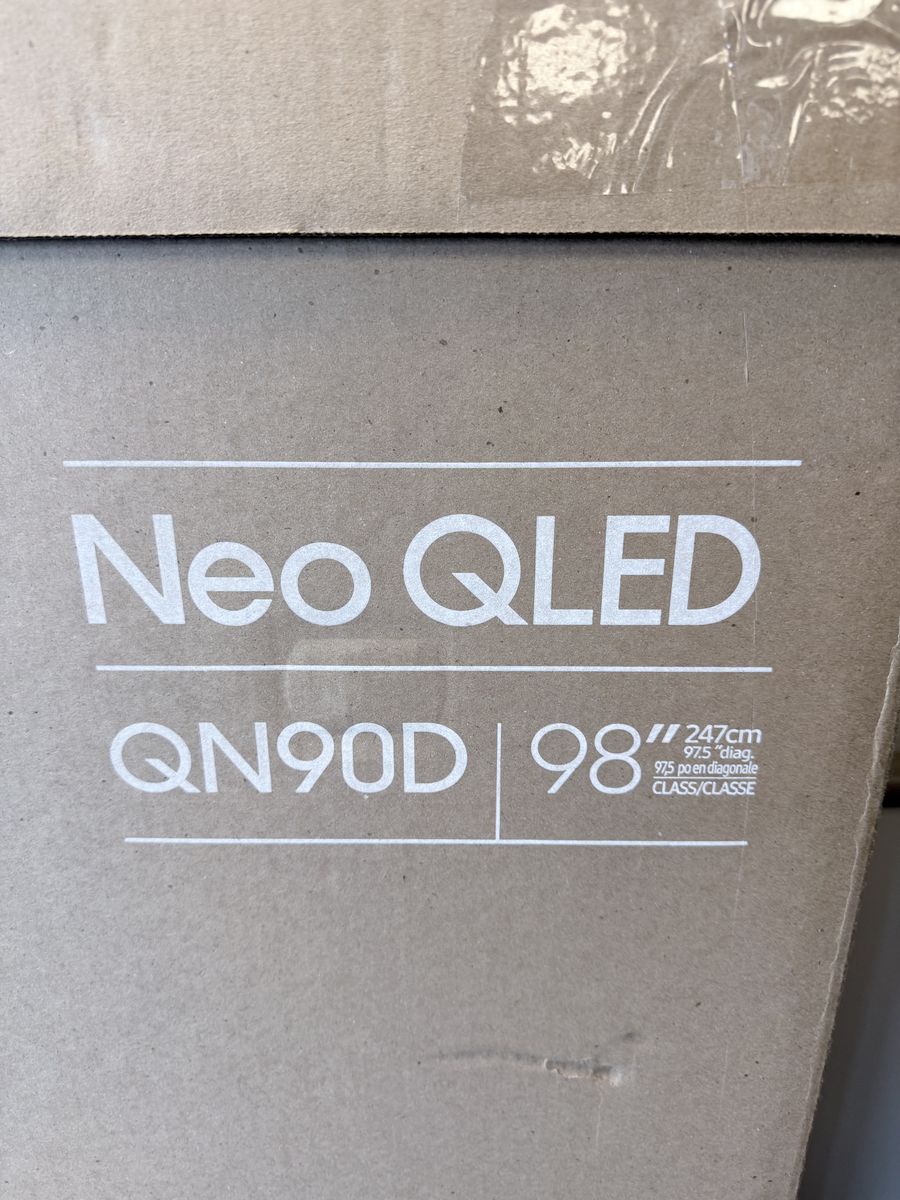 Neo QLED
QN90D
98″ 247cm
97.5 ″diag.
97,5 po en diagonale
CLASS/CLASSE